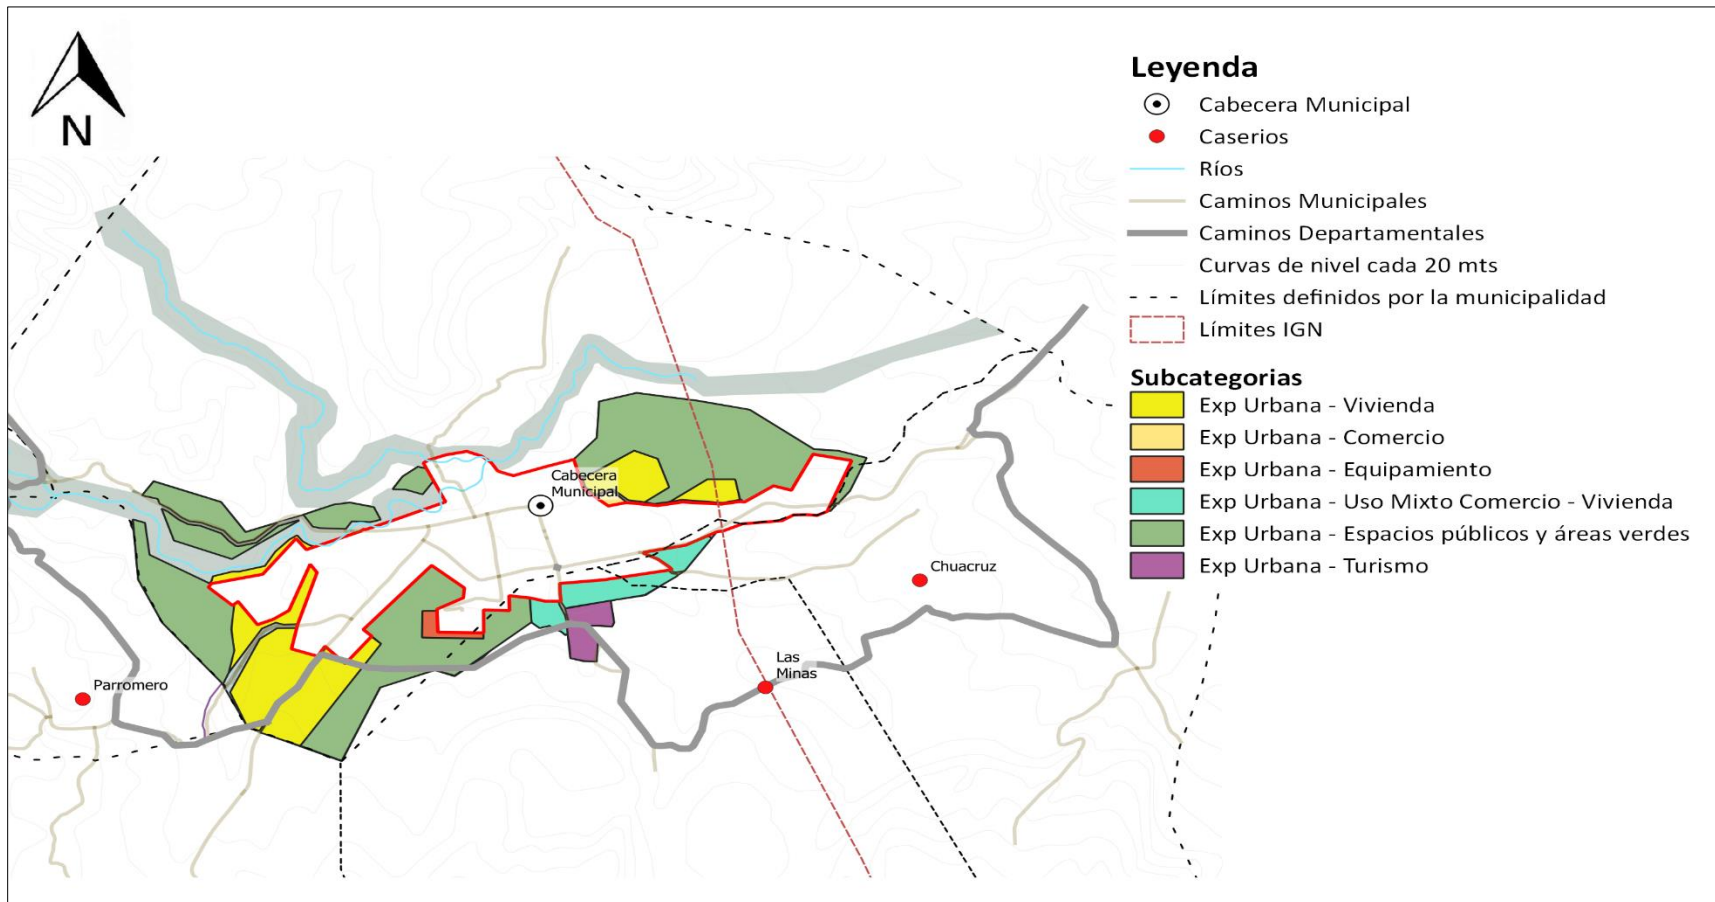 N
Leyenda
Cabecera Municipal
Caserios
Ríos
Caminos Municipales
Caminos Departamentales
Curvas de nivel cada 20 mts
Límites definidos por la municipalidad
Límites IGN
Subcategorias
Exp Urbana - Vivienda
Exp Urbana - Comercio
Exp Urbana - Equipamiento
Exp Urbana - Uso Mixto Comercio - Vivienda
Exp Urbana - Espacios públicos y áreas verdes
Exp Urbana - Turismo
Cabecera
Municipal
Chuacruz
Las
Minas
Parromero